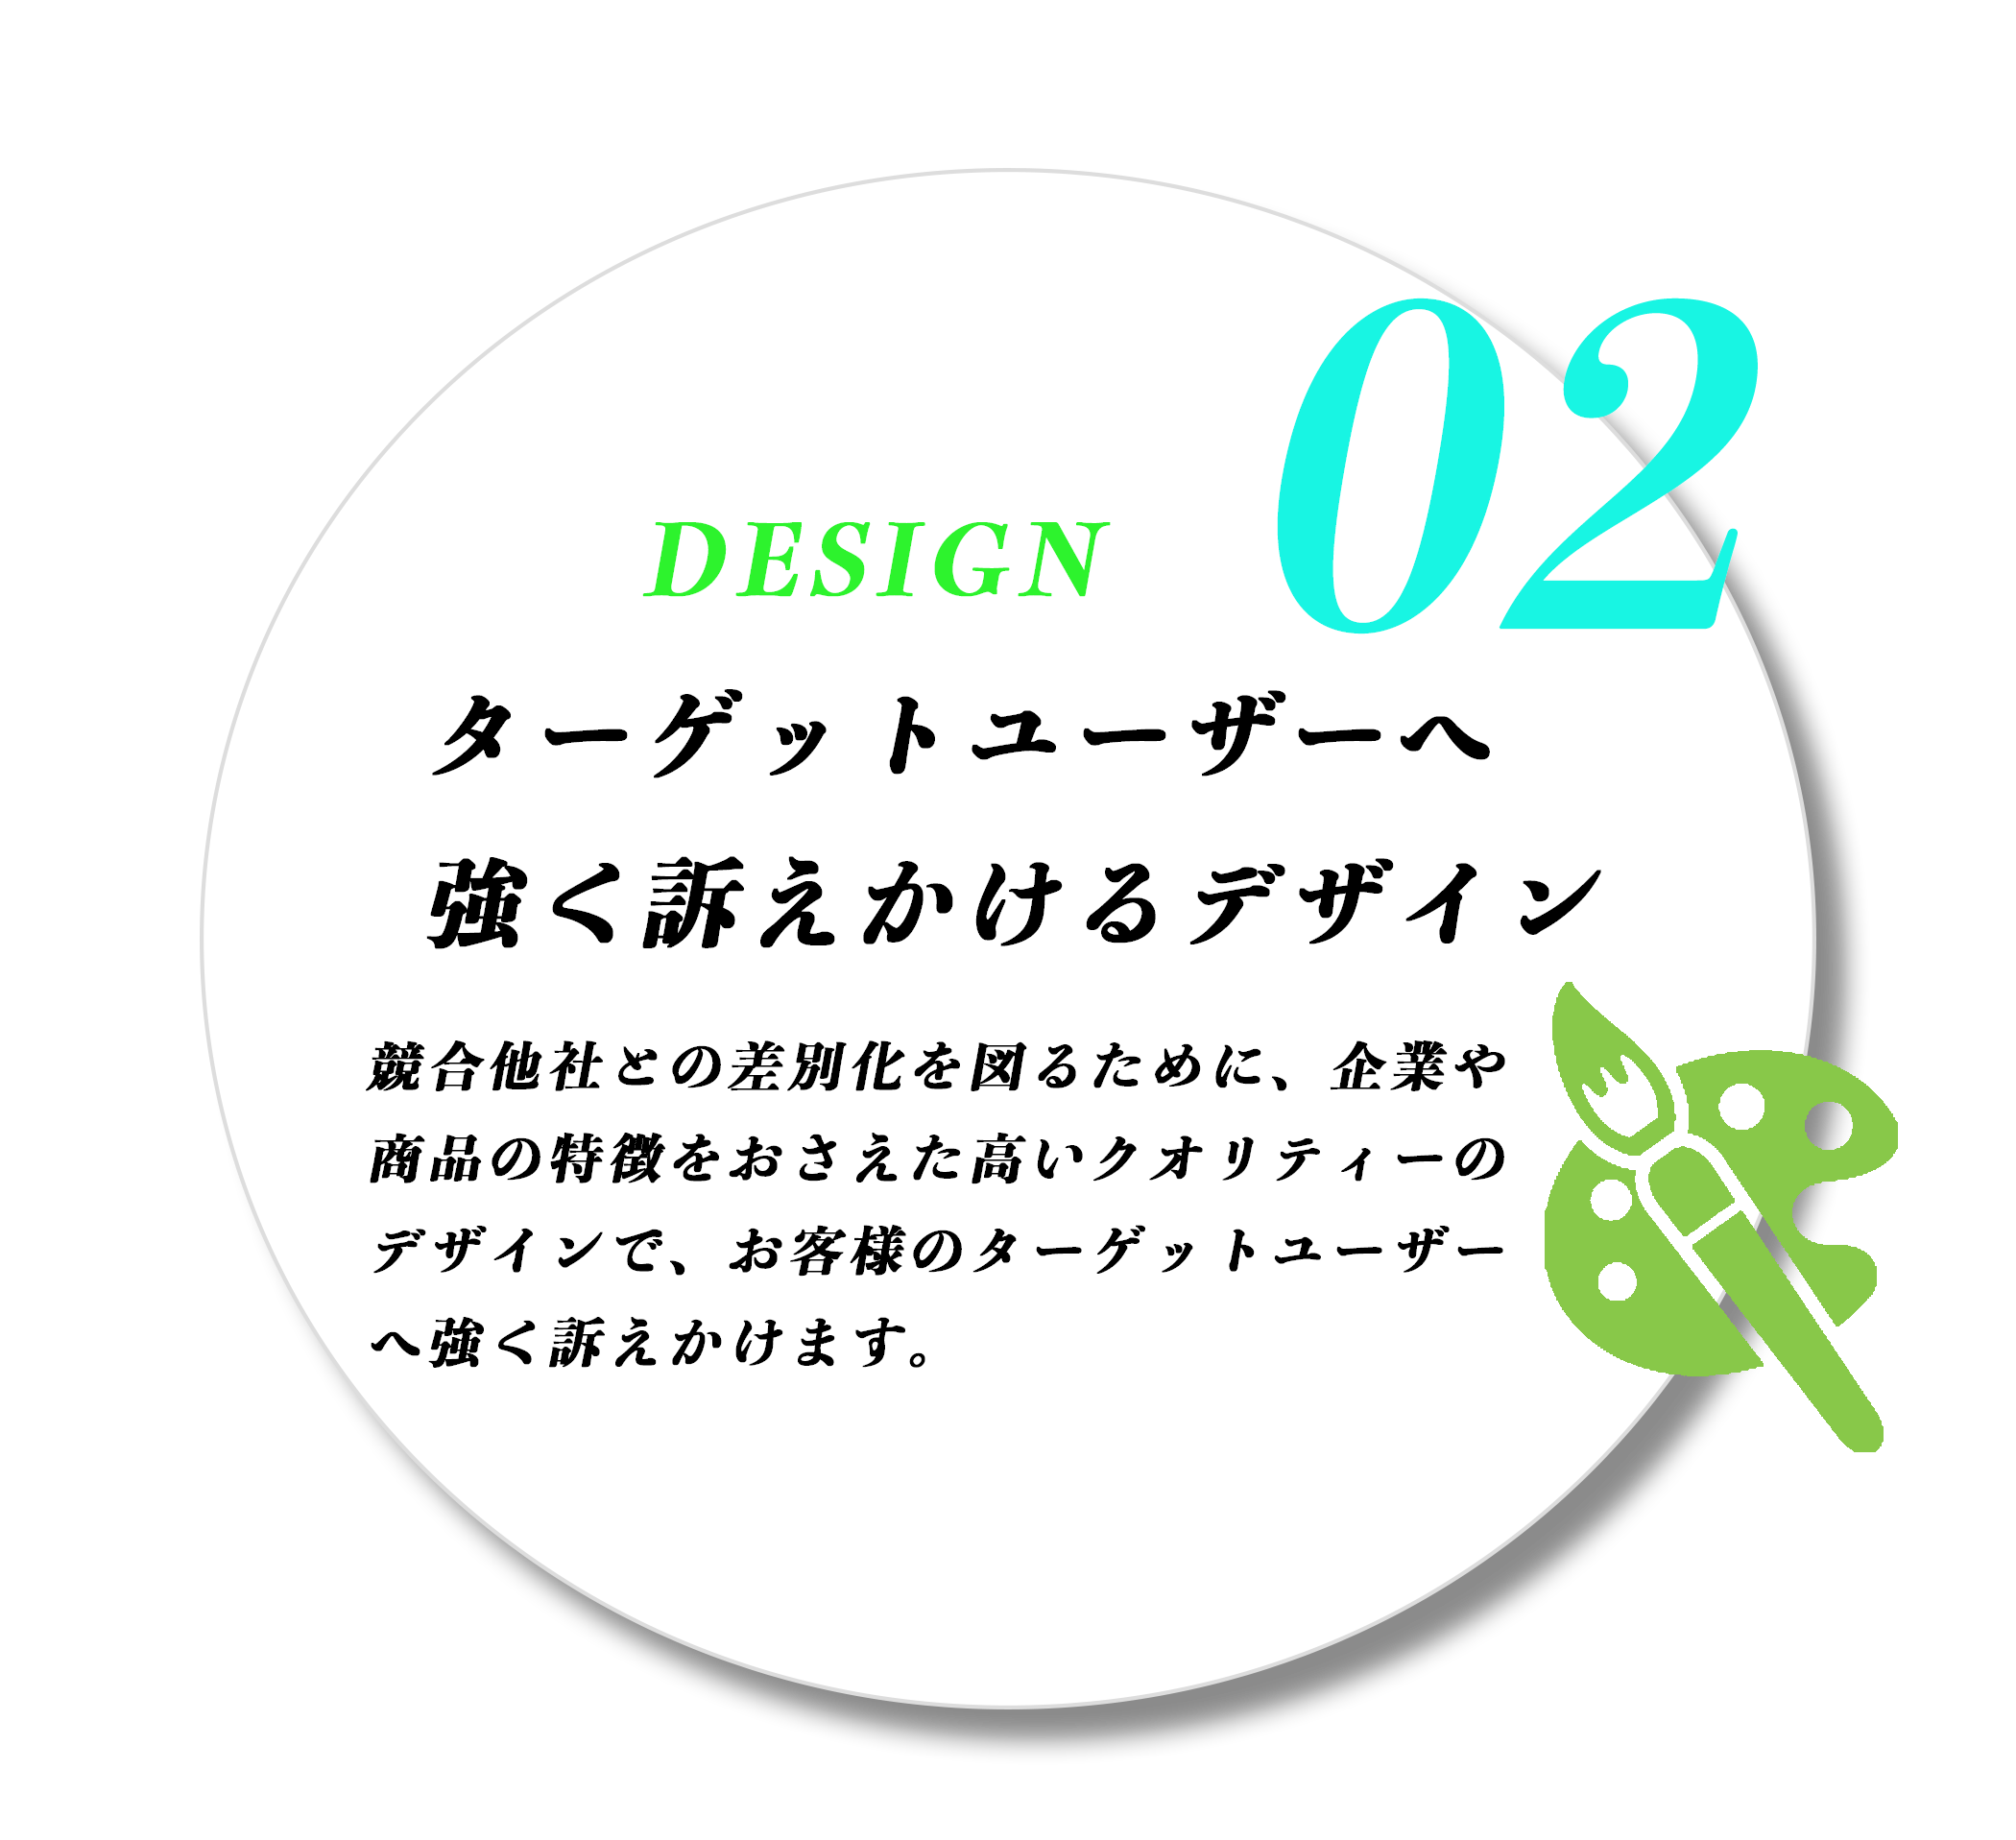 02
DESIGN
ターゲットユーザーへ
強く訴えかけるデザイン
競合他社との差別化を図るために、企業や
商品の特徴をおさえた高いクオリティーの
デザインで、お客様のターゲットユーザー
へ強く訴えかけます。